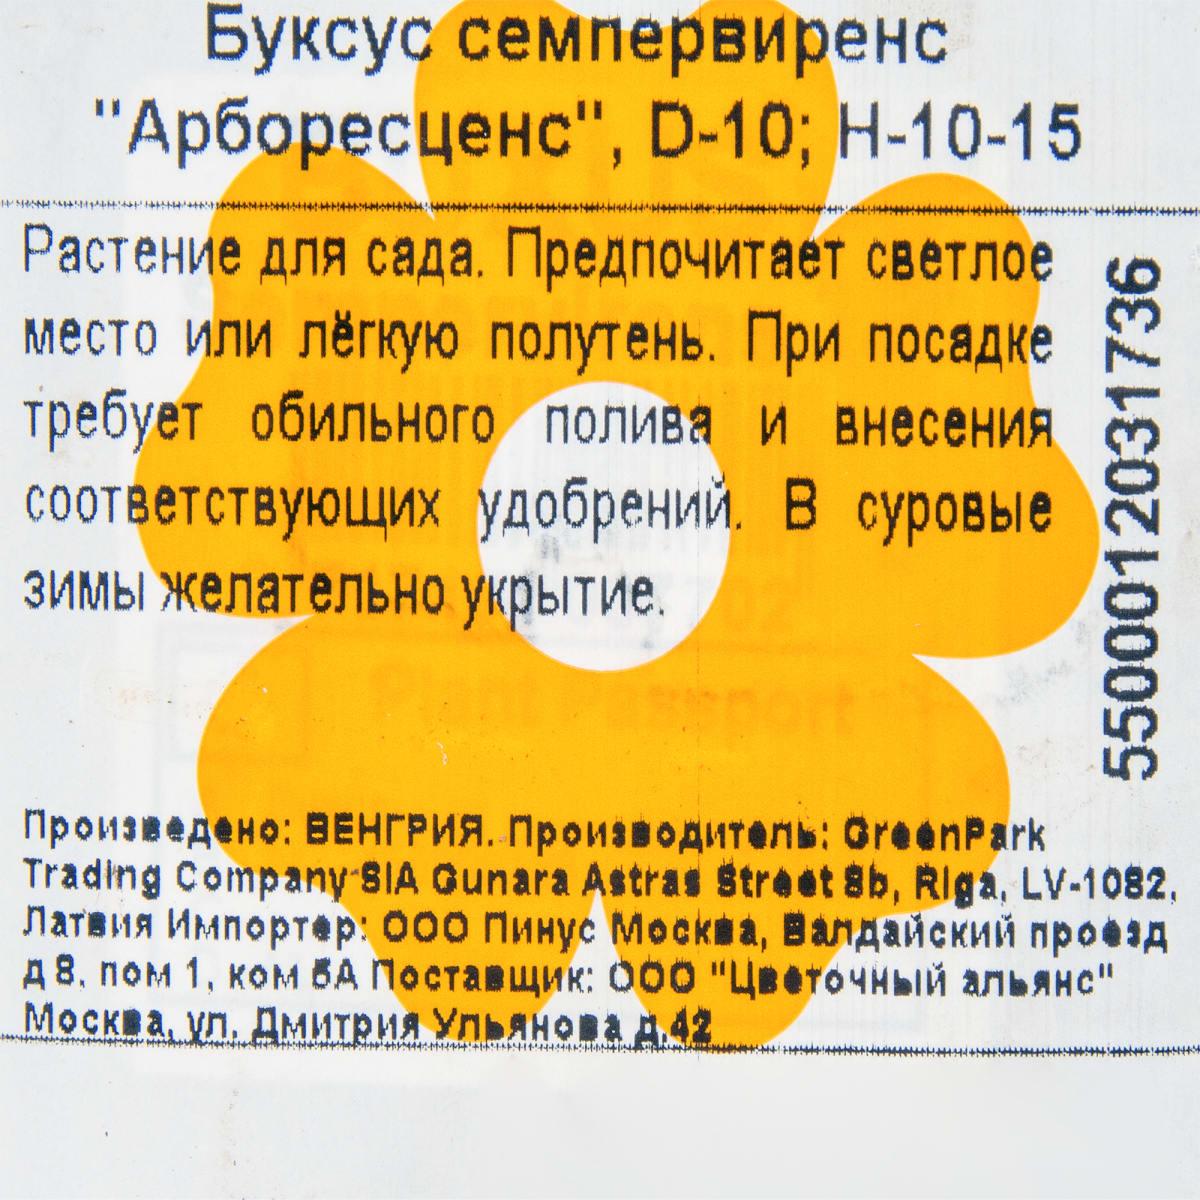 Буксус семпервиренс
"Арборесценс", D-10; H-10-15
Растение для сада. Предпочитает светлое
место или лёгкую полутень. При посадке
требует обильного полива и внесения
соответствующих удобрений. В суровые
зимы желательно укрытие.
5500012031736
Произведено: ВЕНГРИЯ. Производитель: GreenPark
Trading Company SIA Gunara Astras Street 8b, Riga, LV-1082,
Латвия Импортер: ООО Пинус Москва, Валдайский проезд
д 8, пом 1, ком 6А Поставщик: ООО "Цветочный альянс"
Москва, ул. Дмитрия Ульянова д.42
Plant Passport